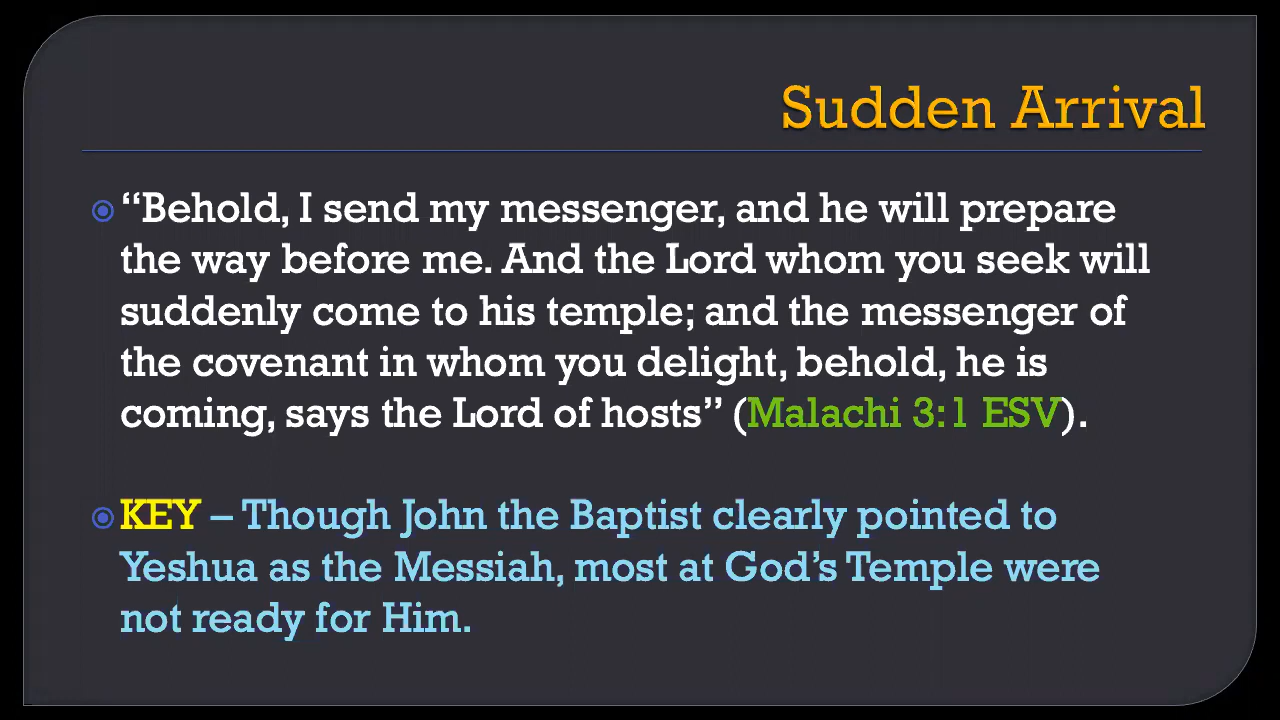 Sudden Arrival
“Behold, I send my messenger, and he will prepare
the way before me. And the Lord whom you seek will
suddenly come to his temple; and the messenger of
the covenant in whom you delight, behold, he is
coming, says the Lord of hosts” (Malachi 3:1 ESV).
KEY – Though John the Baptist clearly pointed to
Yeshua as the Messiah, most at God’s Temple were
not ready for Him.